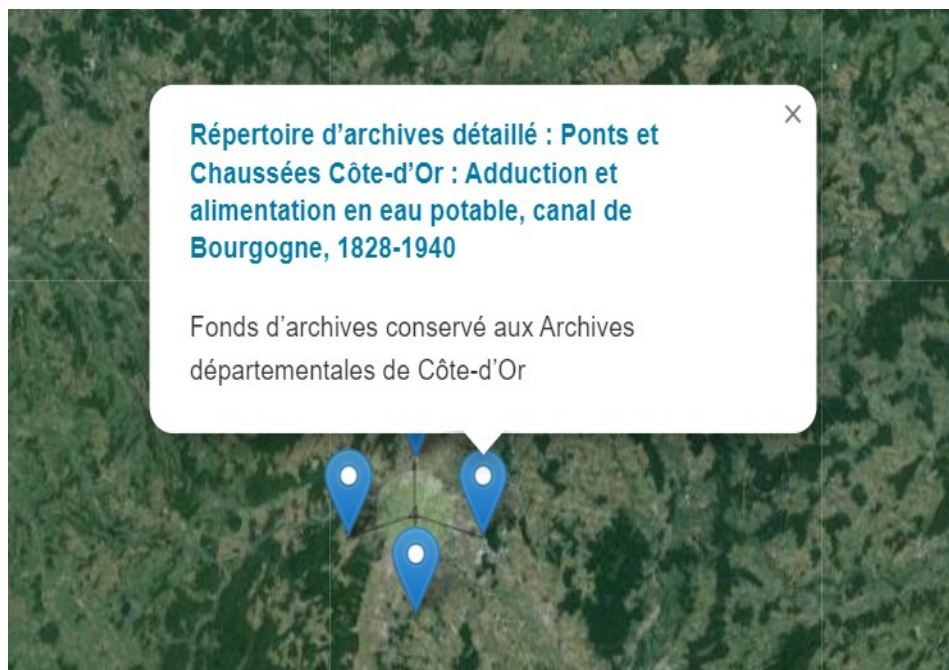 Répertoire d’archives détaillé : Ponts et
Chaussées Côte-d’Or : Adduction et
alimentation en eau potable, canal de
Bourgogne, 1828-1940
Fonds d’archives conservé aux Archives
départementales de Côte-d’Or